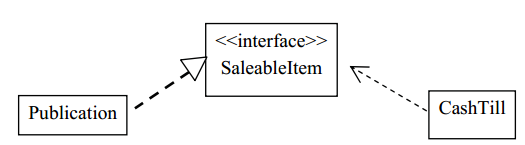 <<interface>>
SaleableItem
Publication
CashTill